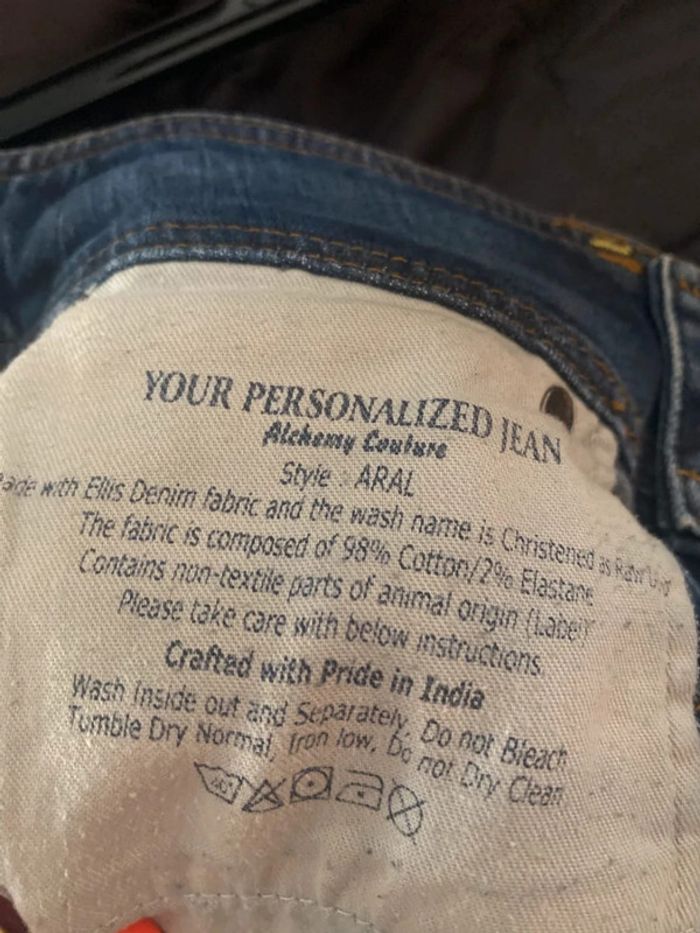 YOUR PERSONALIZED JEAN
Alchemy Couture
Style : ARAL
ade with Ellis Denim fabric and the wash name is Christened as
The fabric is composed of 98% Cotton/2% Elastane
Contains non-textile parts of animal origin (Label)
Please take care with below instructions.
Crafted with Pride in India
Wash Inside out and Separately, Do not Bleach
Tumble Dry Normal, Iron low, Do not Dry Clean
40°